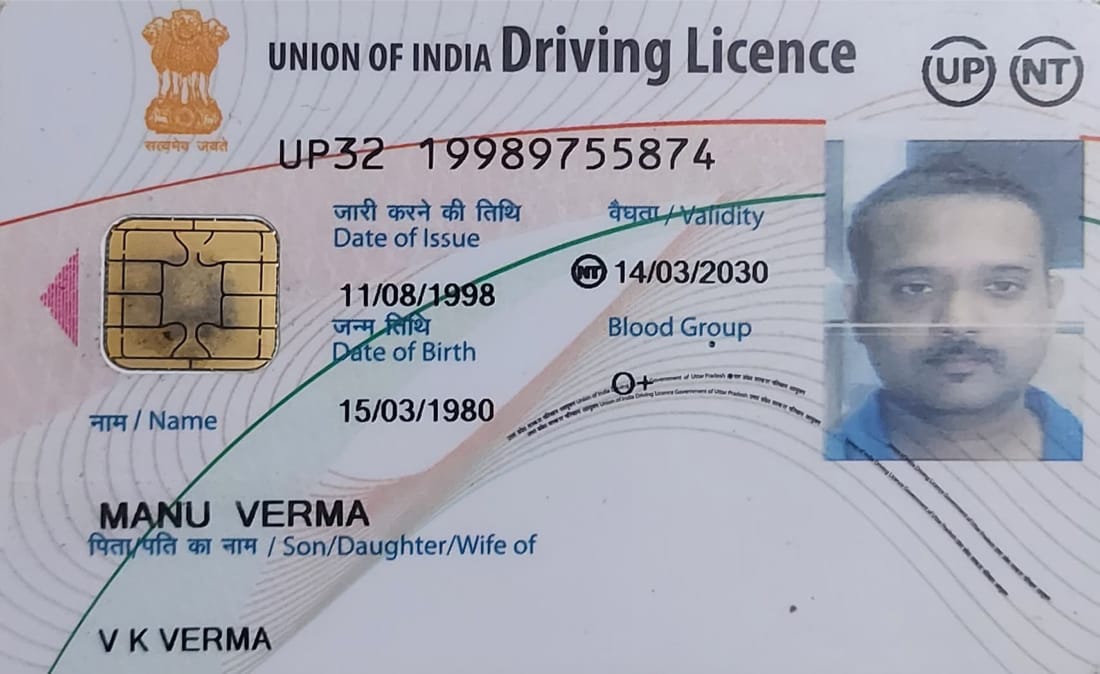 UNION OF INDIA Driving Licence
UP NT
सत्यमेव जयते
UP32 19989755874
जारी करने की तिथि
Date of Issue
वैधता / Validity
11/08/1998
NT 14/03/2030
जन्म तिथि
Date of Birth
Blood Group
15/03/1980
O+
नाम / Name
MANU VERMA
पिता/पति का नाम / Son/Daughter/Wife of
V K VERMA